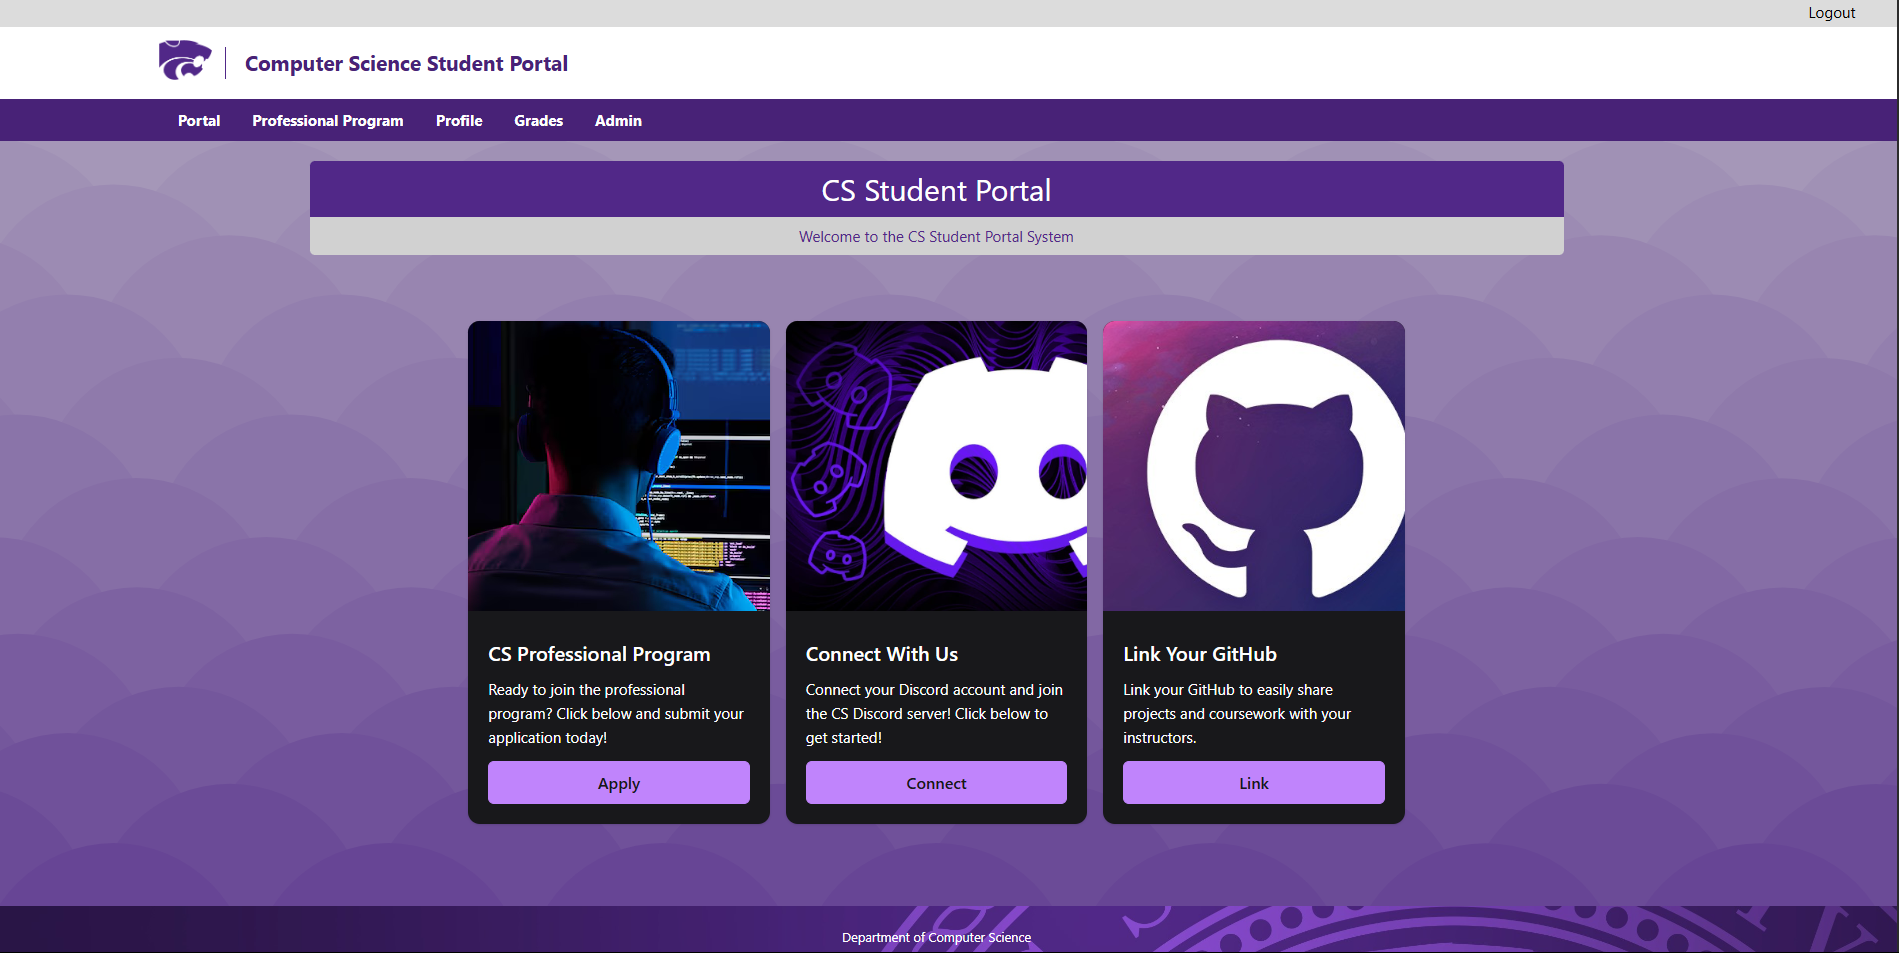 Logout
Computer Science Student Portal
Portal Professional Program Profile Grades Admin
CS Student Portal
Welcome to the CS Student Portal System
CS Professional Program
Ready to join the professional
program? Click below and submit your
application today!
Apply
Connect With Us
Connect your Discord account and join
the CS Discord server! Click below to
get started!
Connect
Link Your GitHub
Link your GitHub to easily share
projects and coursework with your
instructors.
Link
Department of Computer Science